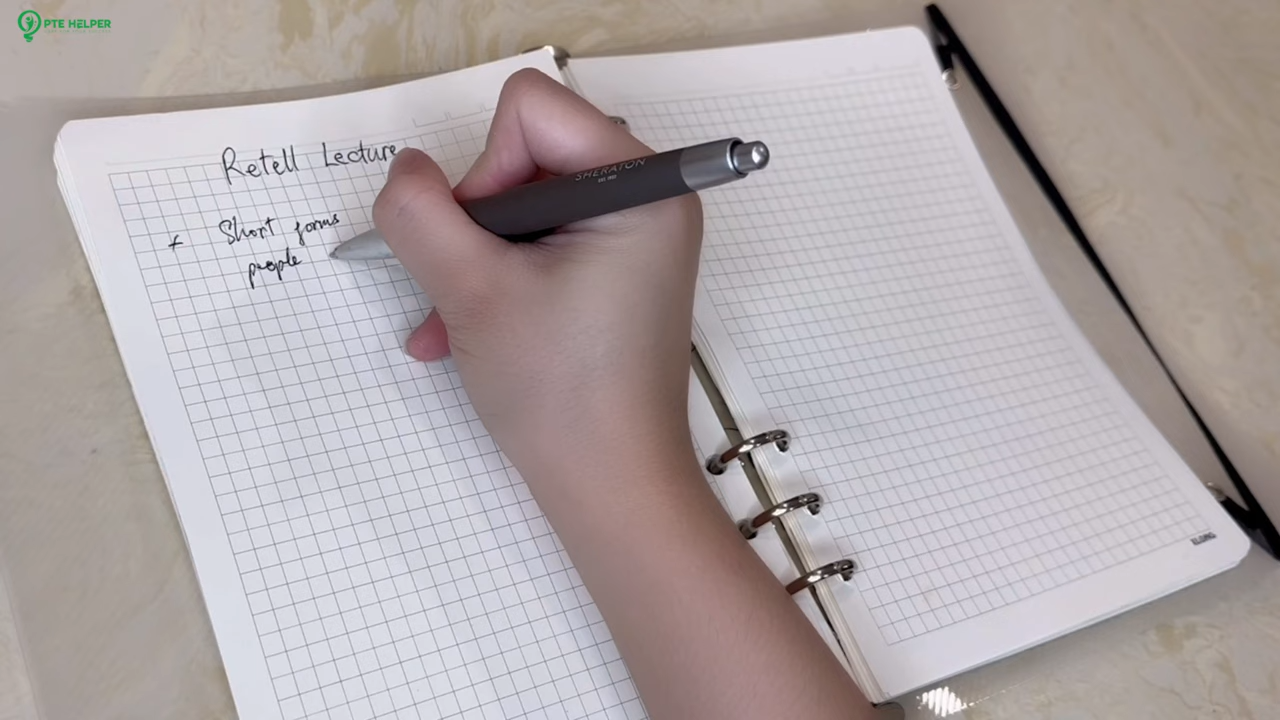 PTE HELPER
Retell Lecture
+ Short forms
people
SHERATON